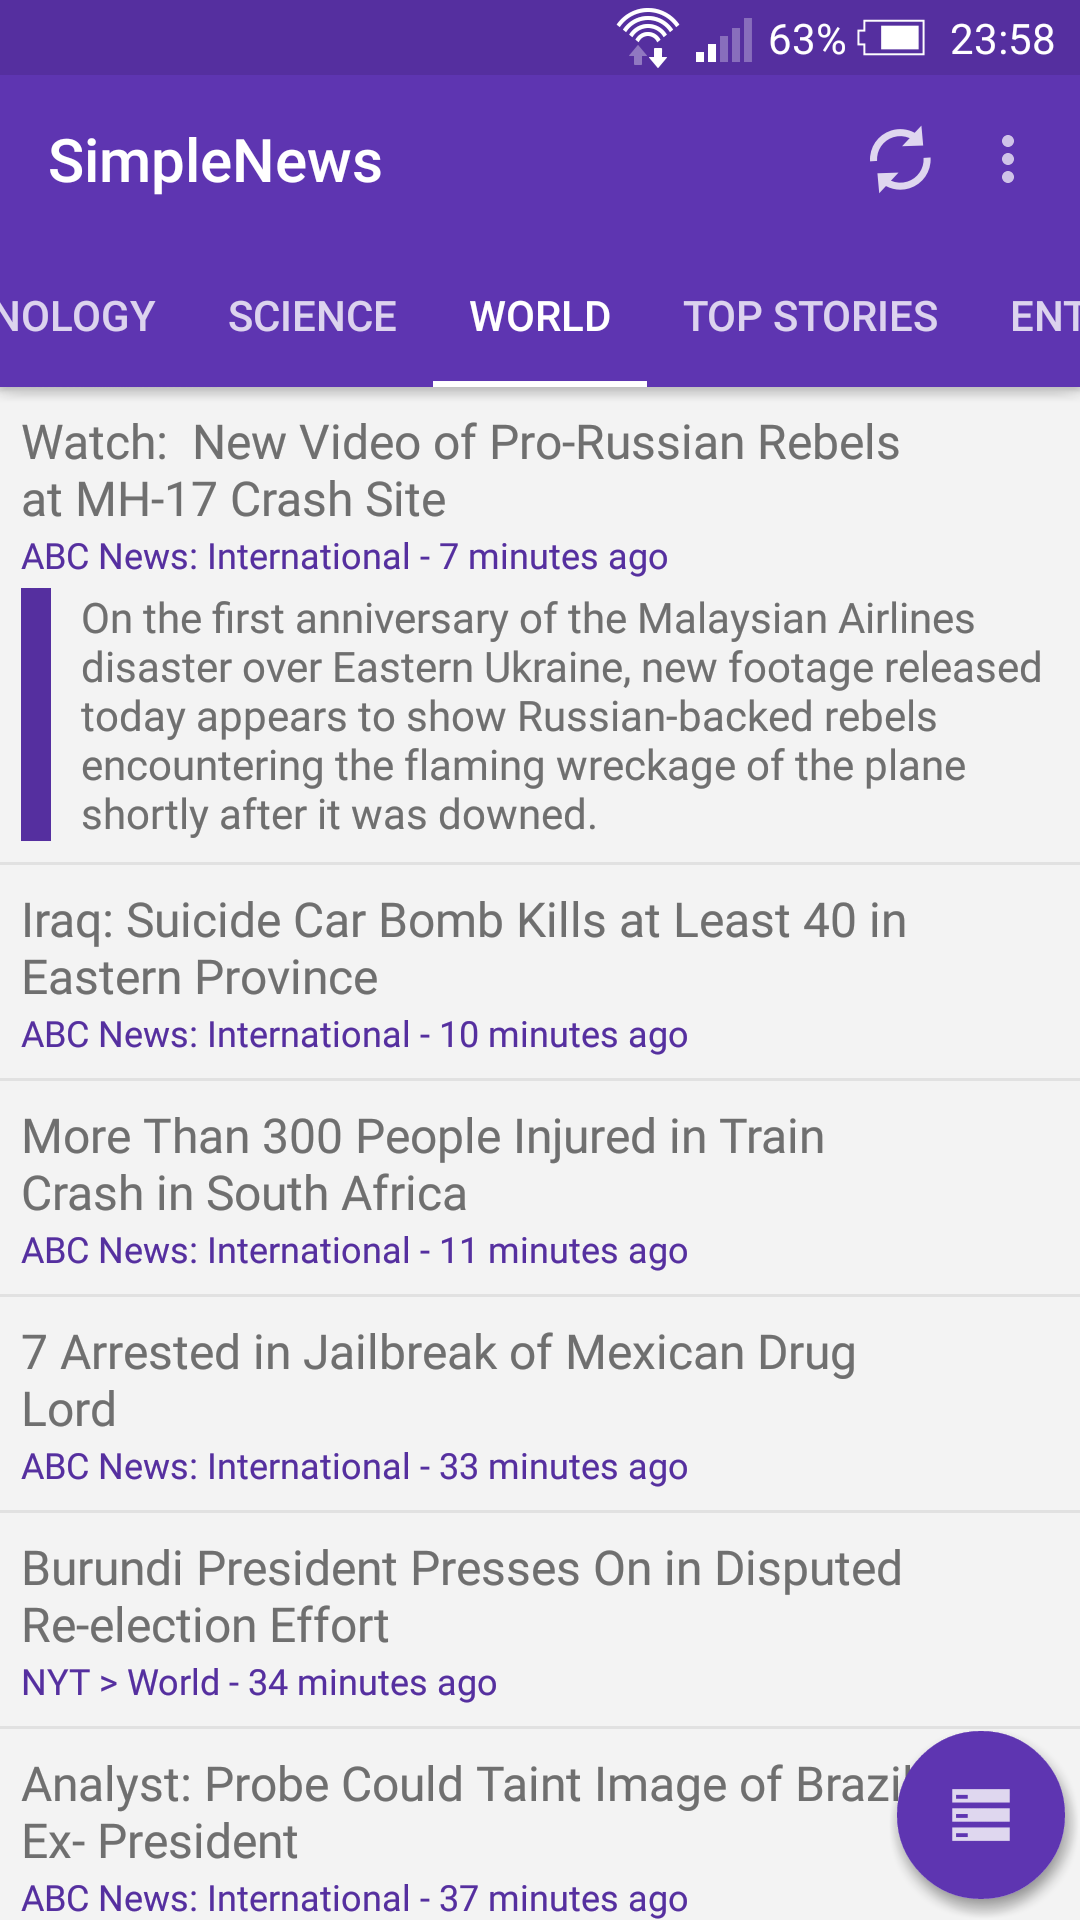 63% 23:58
SimpleNews
NOLOGY SCIENCE WORLD TOP STORIES ENT
Watch:  New Video of Pro-Russian Rebels
at MH-17 Crash Site
ABC News: International - 7 minutes ago
On the first anniversary of the Malaysian Airlines
disaster over Eastern Ukraine, new footage released
today appears to show Russian-backed rebels
encountering the flaming wreckage of the plane
shortly after it was downed.
Iraq: Suicide Car Bomb Kills at Least 40 in
Eastern Province
ABC News: International - 10 minutes ago
More Than 300 People Injured in Train
Crash in South Africa
ABC News: International - 11 minutes ago
7 Arrested in Jailbreak of Mexican Drug
Lord
ABC News: International - 33 minutes ago
Burundi President Presses On in Disputed
Re-election Effort
NYT > World - 34 minutes ago
Analyst: Probe Could Taint Image of Brazil
Ex- President
ABC News: International - 37 minutes ago